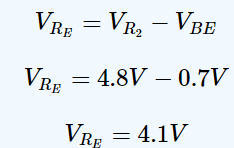 V_{R_E} = V_{R_2} − V_{BE}
V_{R_E} = 4.8V − 0.7V
V_{R_E} = 4.1V